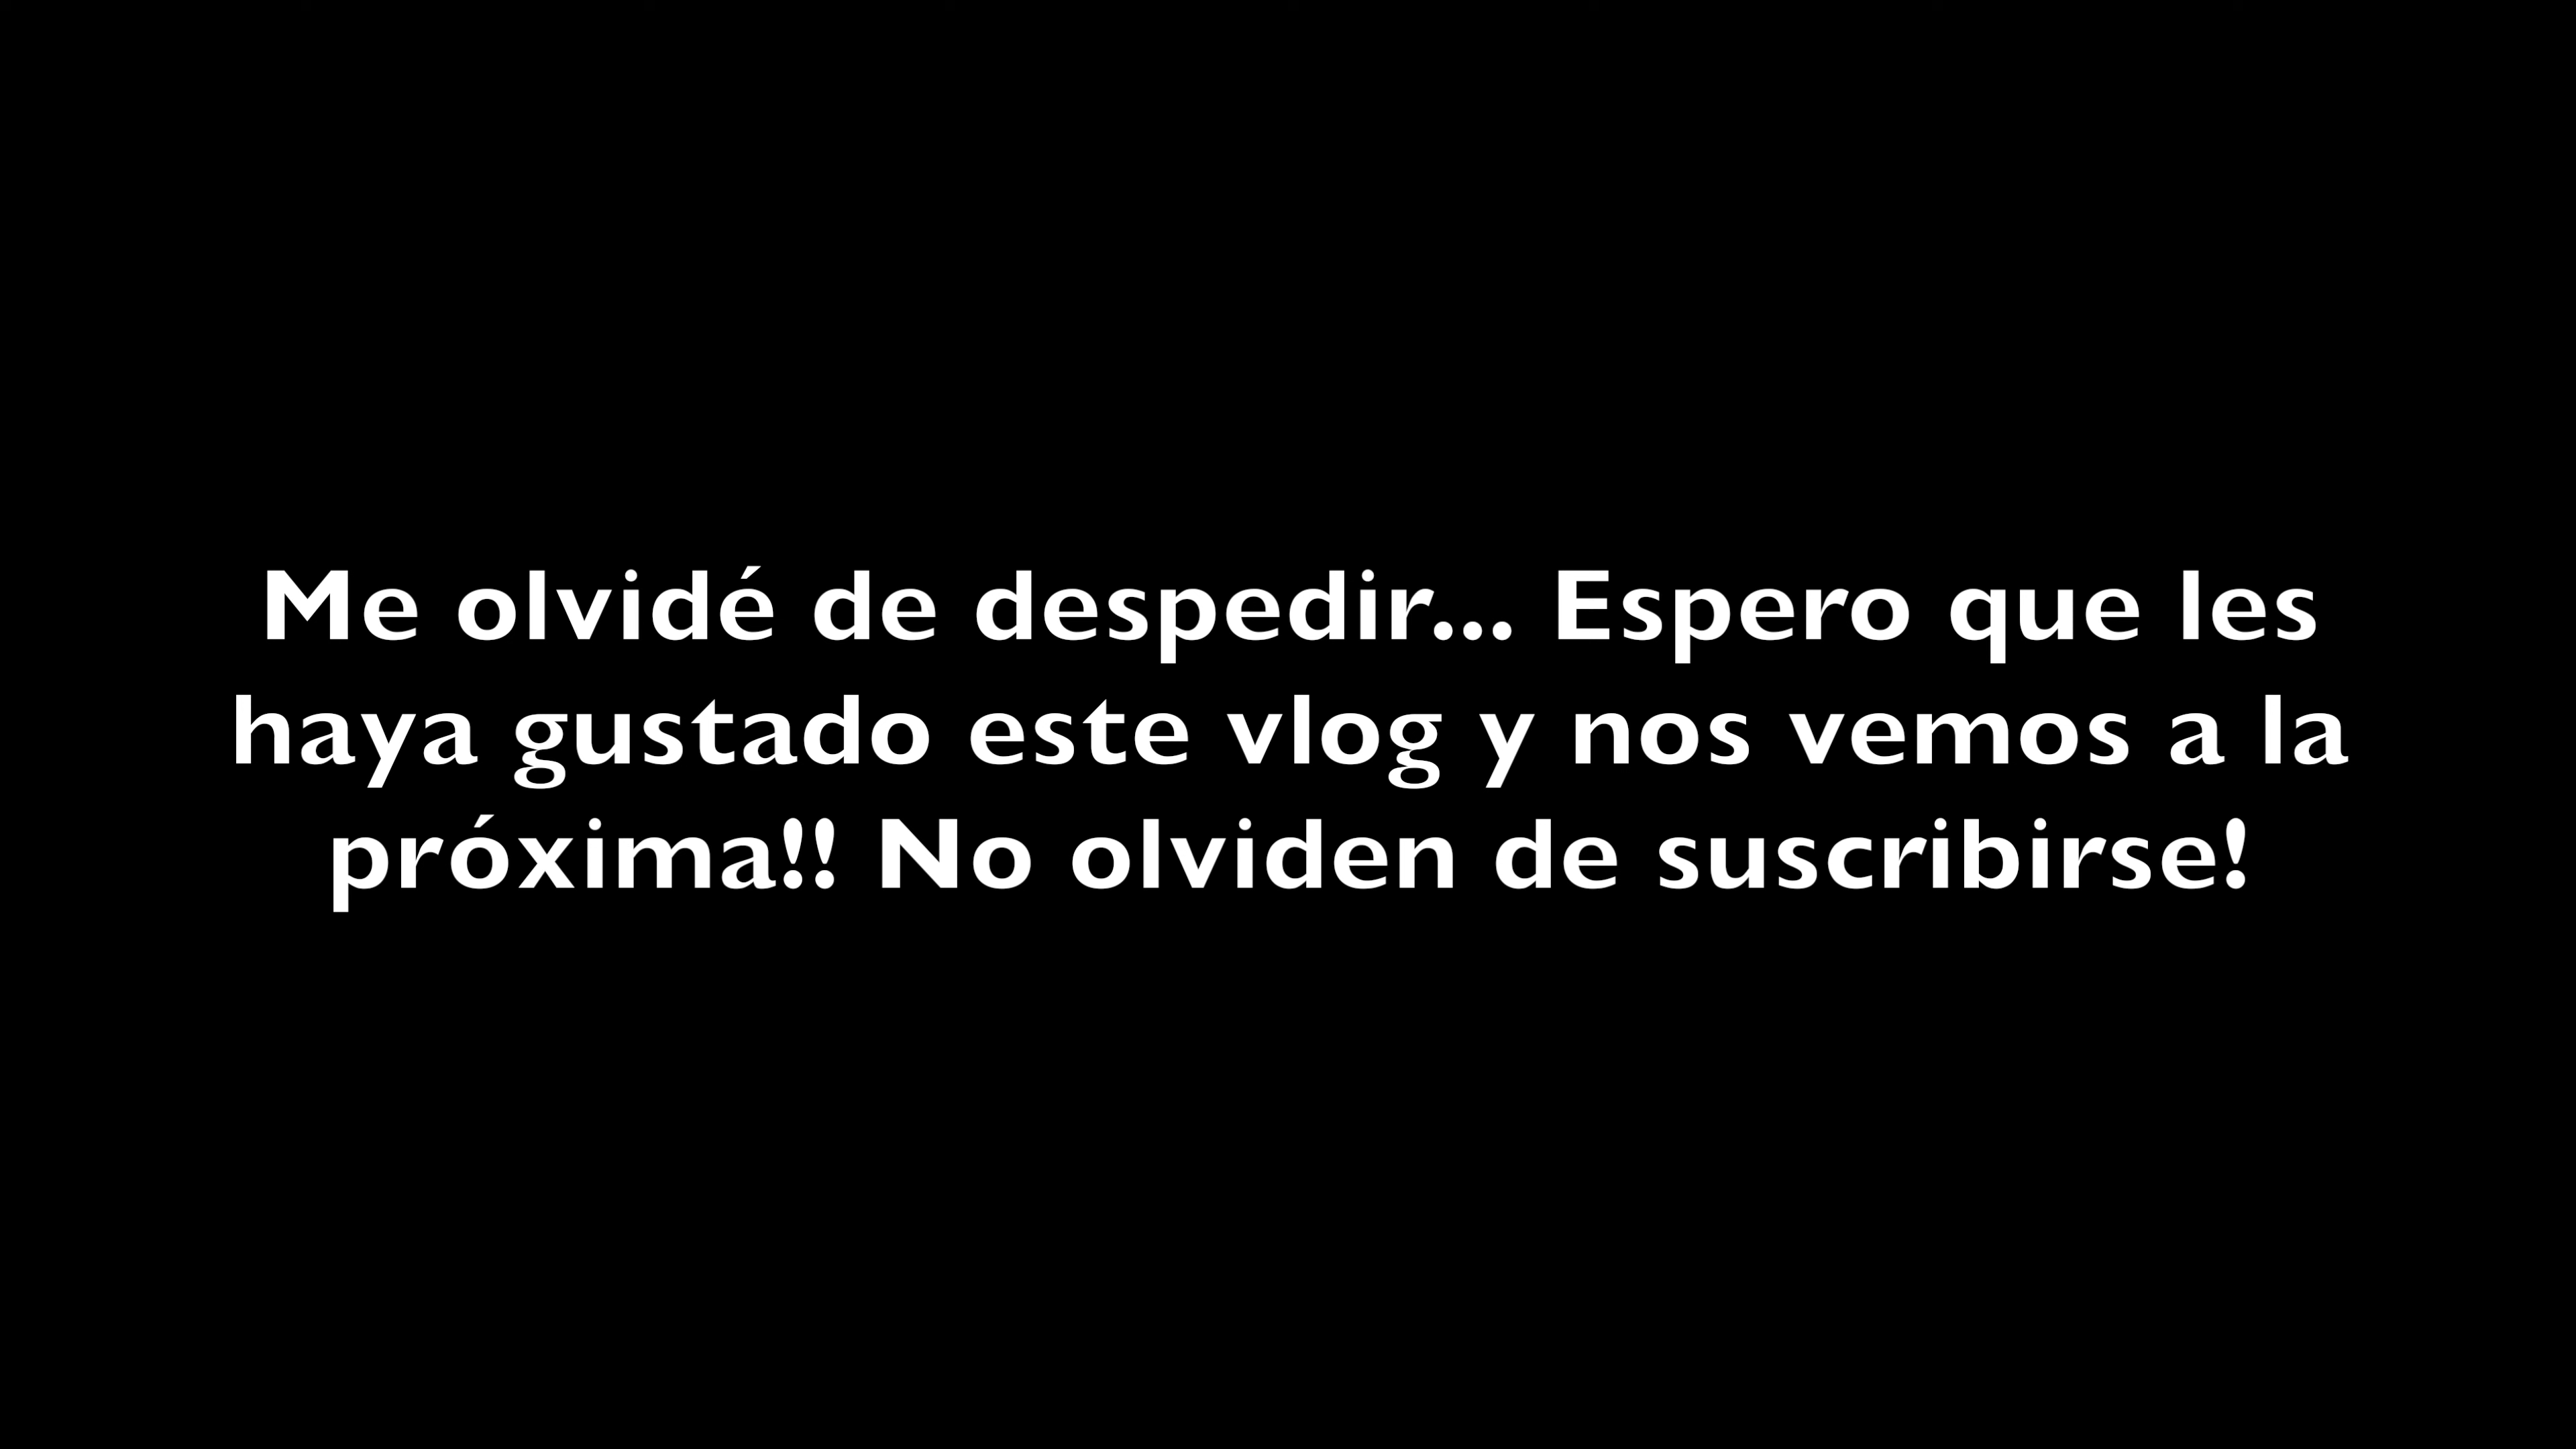 Me olvidé de despedir... Espero que les
haya gustado este vlog y nos vemos a la
próxima!! No olviden de suscribirse!